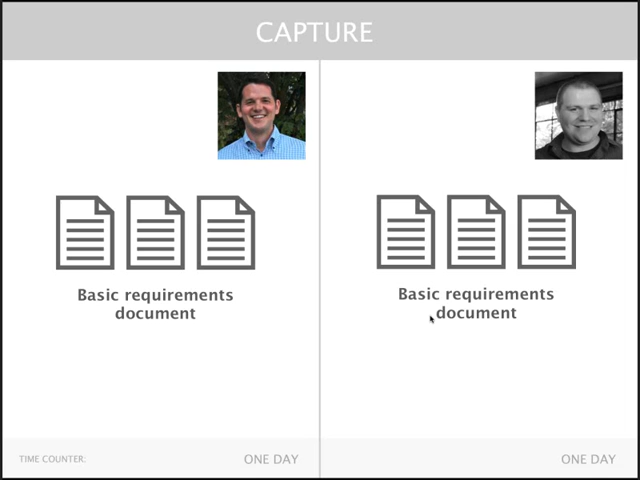 CAPTURE
Basic requirements
document
Basic requirements
document
TIME COUNTER:
ONE DAY
ONE DAY